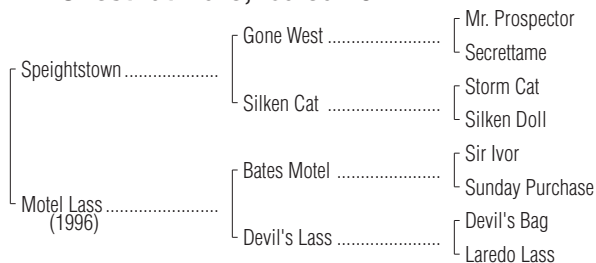 Mr. Prospector
Gone West ........................
Secrettame
Speightstown ....................
Storm Cat
Silken Cat ........................
Silken Doll
Sir Ivor
Bates Motel ......................
Sunday Purchase
Motel Lass ........................
(1996)
Devil's Bag
Devil's Lass ......................
Laredo Lass